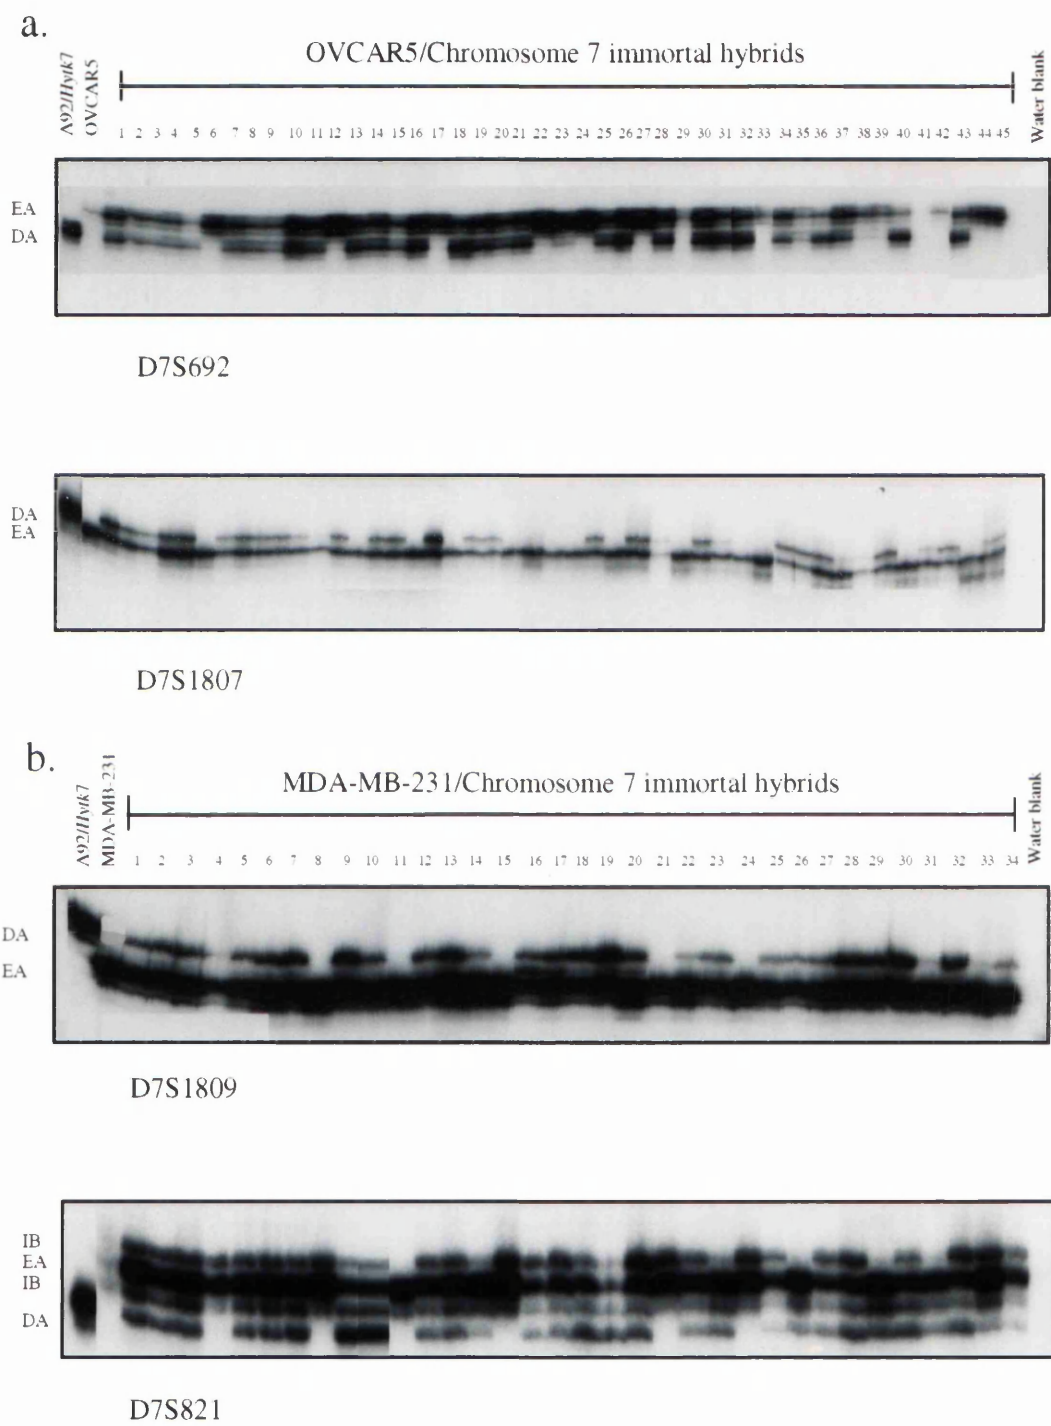 a.
A92/Hytk7
OVCAR5
OVCAR5/Chromosome 7 immortal hybrids
Water blank
1 2 3 4 5 6 7 8 9 10 11 12 13 14 15 16 17 18 19 20 21 22 23 24 25 26 27 28 29 30 31 32 33 34 35 36 37 38 39 40 41 42 43 44 45
EA
DA
D7S692
DA
EA
D7S1807
b.
A92/Hytk7
MDA-MB-231
MDA-MB-231/Chromosome 7 immortal hybrids
Water blank
1 2 3 4 5 6 7 8 9 10 11 12 13 14 15 16 17 18 19 20 21 22 23 24 25 26 27 28 29 30 31 32 33 34
DA
EA
D7S1809
IB
EA
IB
DA
D7S821